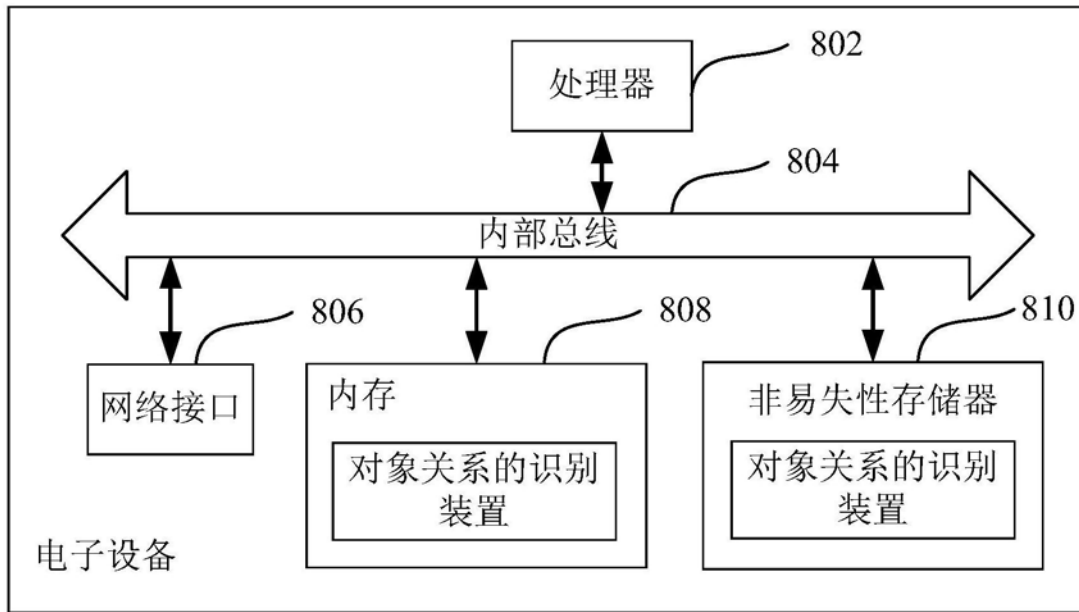 802
处理器
804
内部总线
806
808
810
网络接口
内存
非易失性存储器
对象关系的识别
装置
对象关系的识别
装置
电子设备